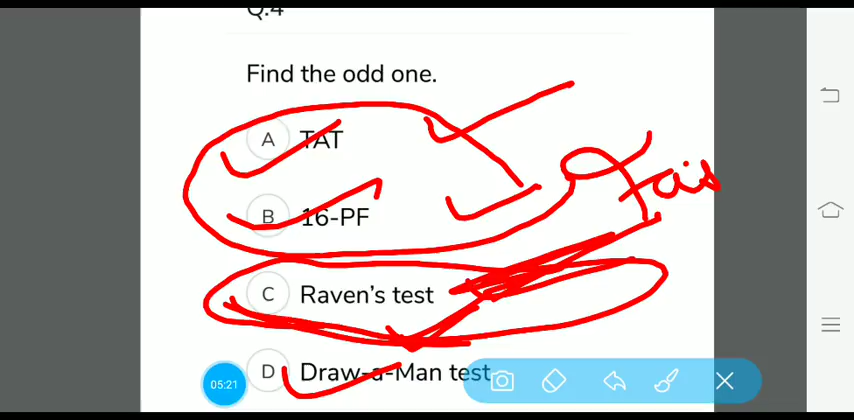 Q.4
Find the odd one.
A TAT
B 16-PF
C Raven's test
D Draw-a-Man test
05:21